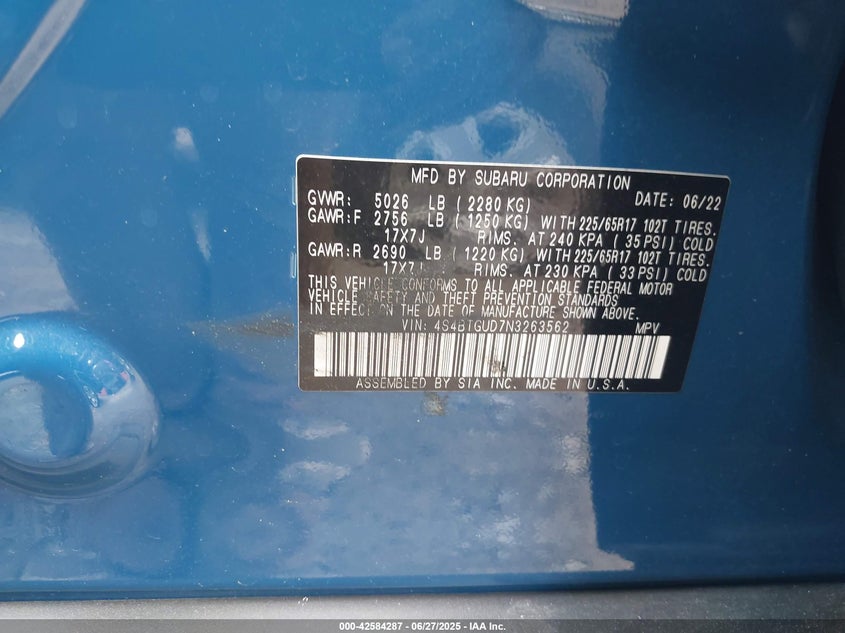 MFD BY SUBARU CORPORATION DATE: 06/22
GVWR: 5026 LB (2280 KG)
GAWR:F 2756 LB (1250 KG) WITH 225/65R17 102T TIRES.
17X7J RIMS. AT 240 KPA (35 PSI) COLD
GAWR:R 2690 LB (1220 KG) WITH 225/65R17 102T TIRES.
17X7J RIMS. AT 230 KPA (33 PSI) COLD
THIS VEHICLE CONFORMS TO ALL APPLICABLE FEDERAL MOTOR
VEHICLE SAFETY AND THEFT PREVENTION STANDARDS
IN EFFECT ON THE DATE OF MANUFACTURE SHOWN ABOVE.
VIN: 4S4BTGUD7N3263562 MPV
ASSEMBLED BY SIA INC. MADE IN U.S.A.
000-42584287 - 06/27/2025 - IAA Inc.